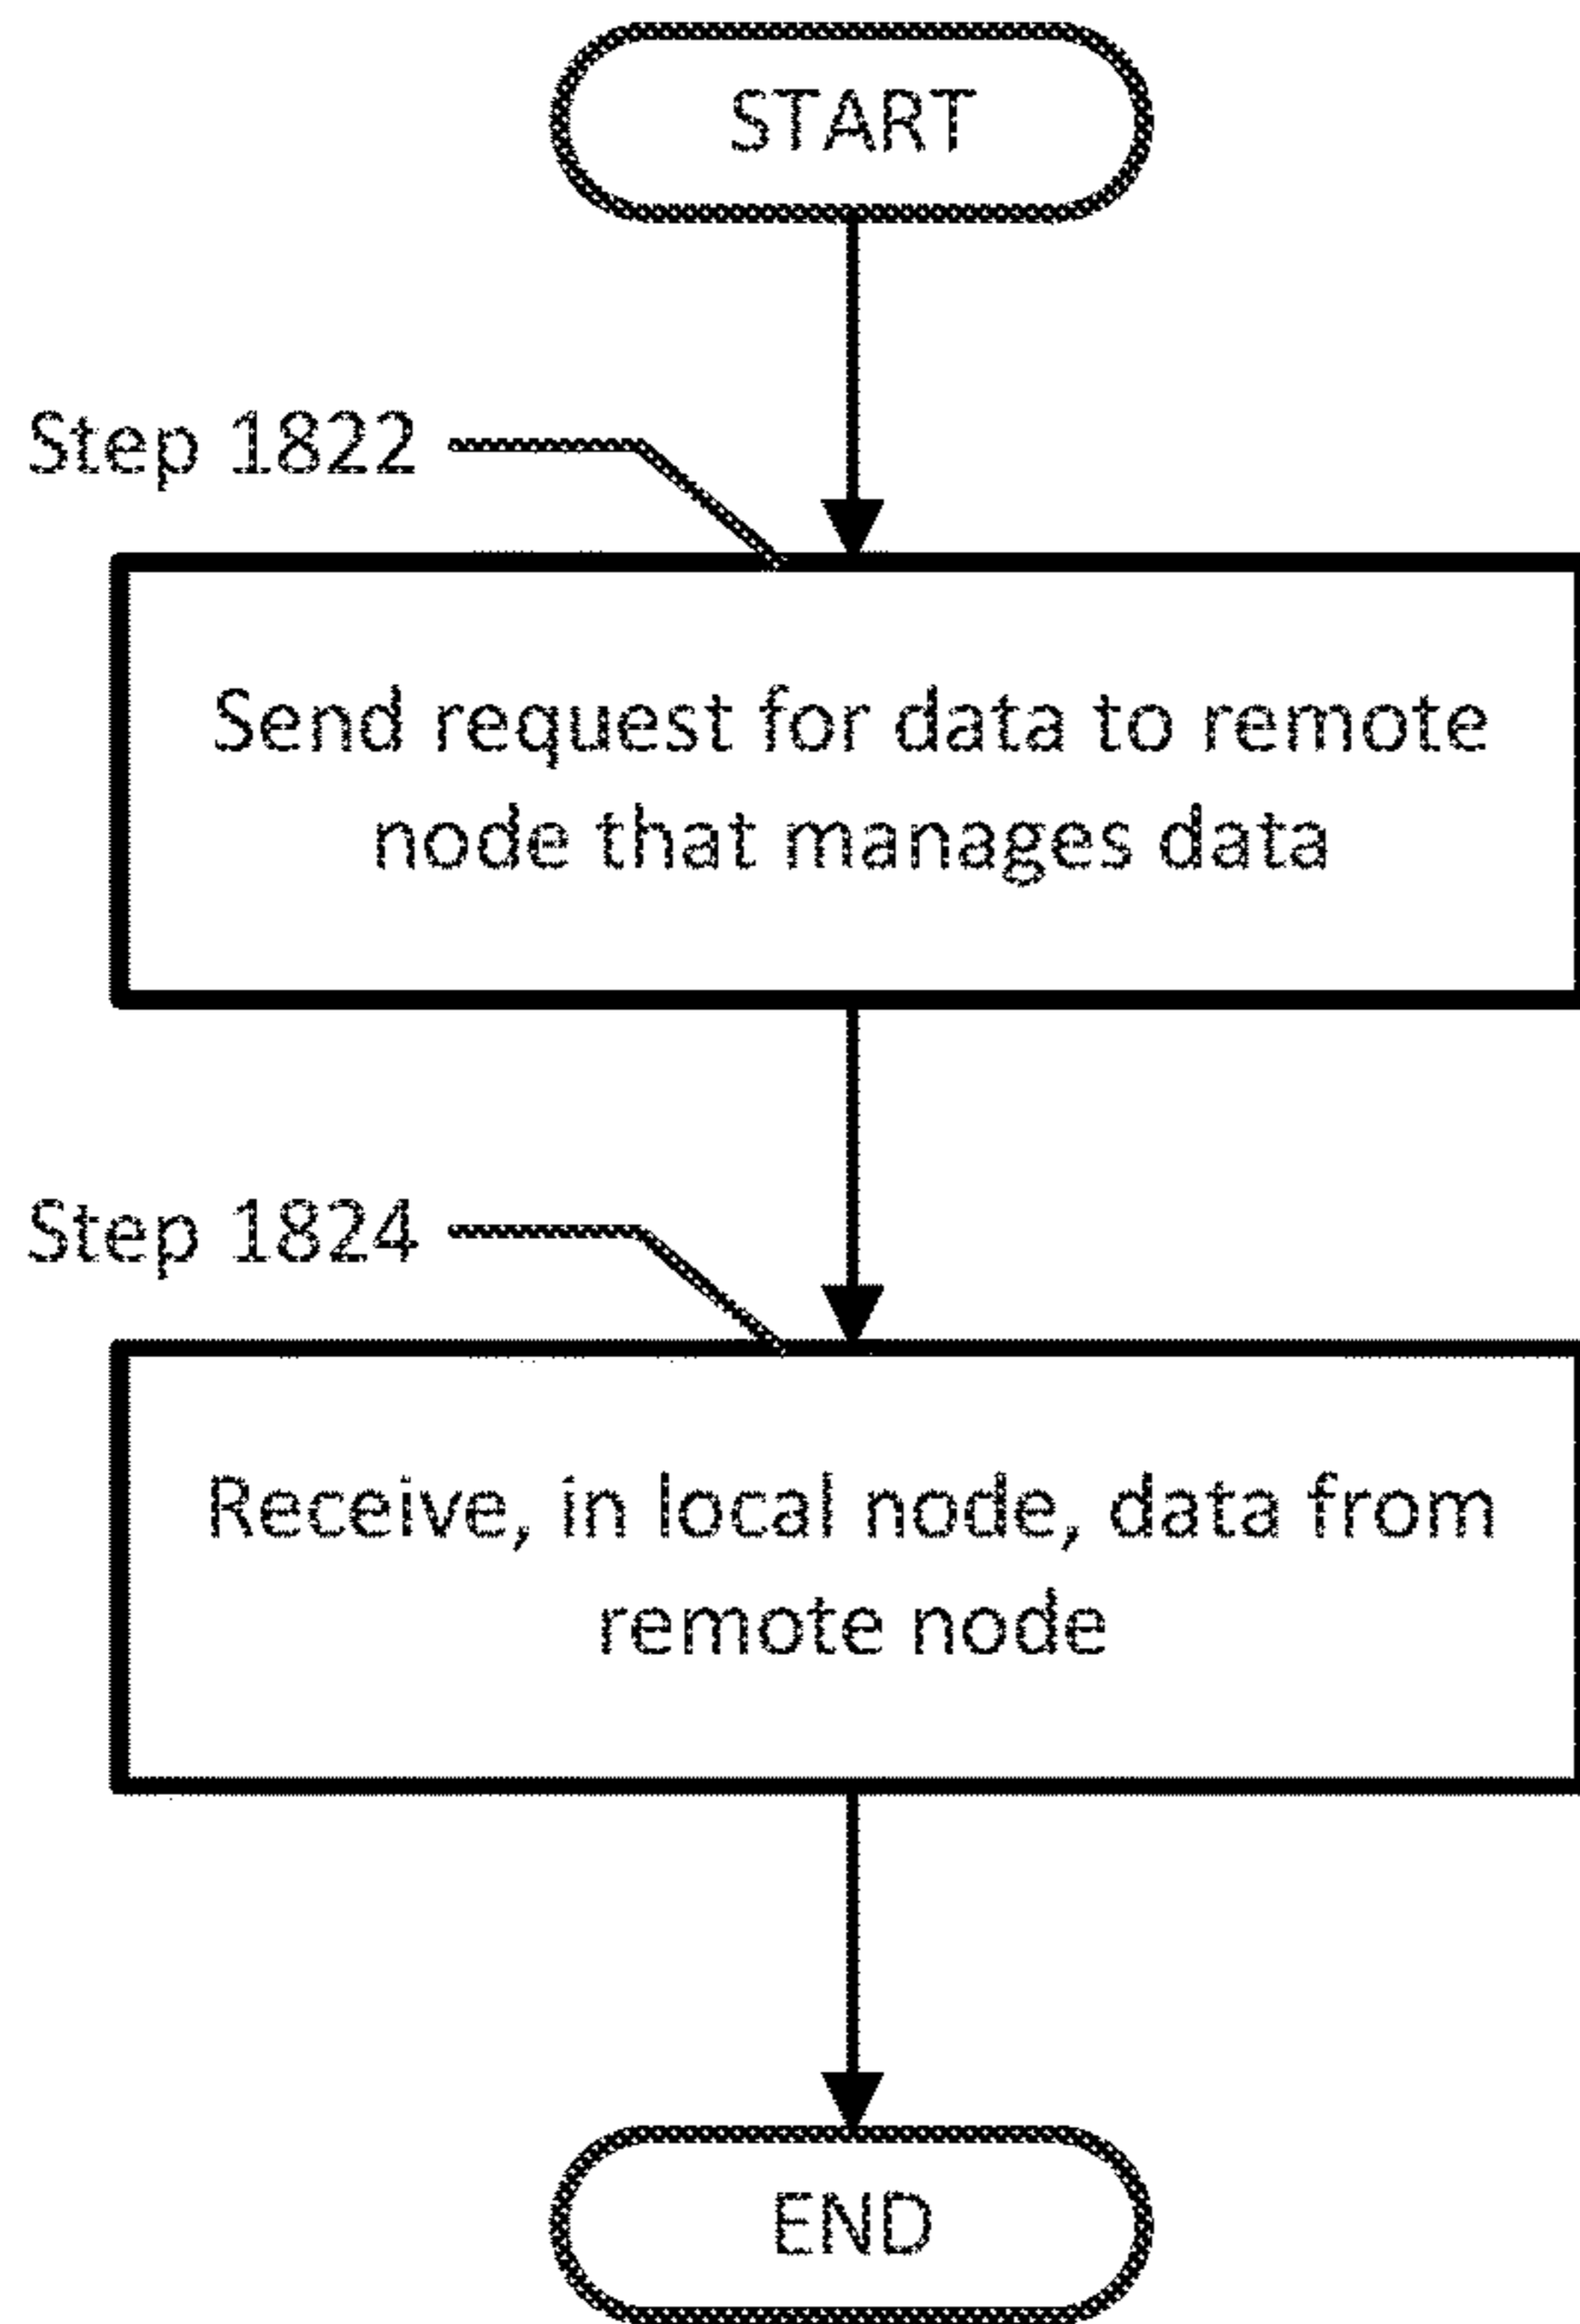 START
Step 1822
Send request for data to remote
node that manages data
Step 1824
Receive, in local node, data from
remote node
END